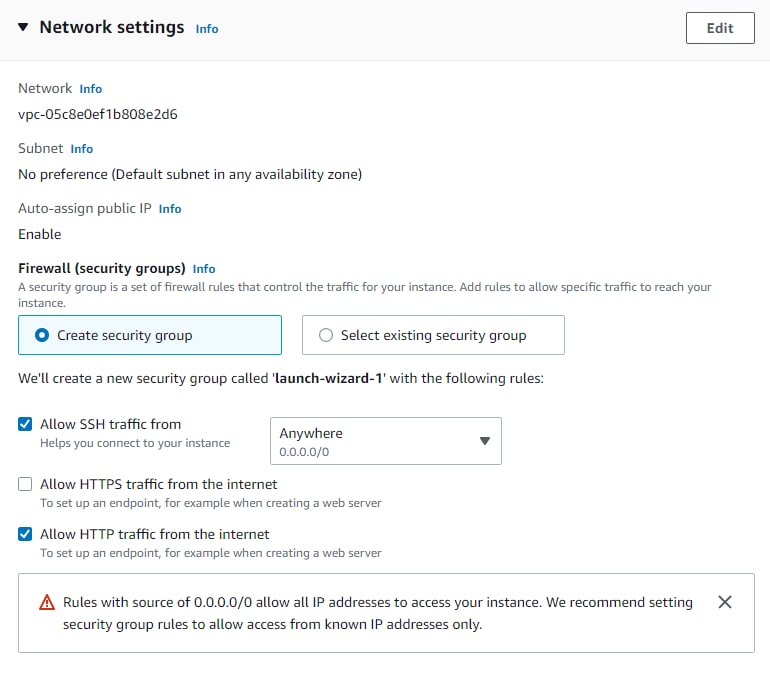 Network settings Info
Edit
Network Info
vpc-05c8e0ef1b808e2d6
Subnet Info
No preference (Default subnet in any availability zone)
Auto-assign public IP Info
Enable
Firewall (security groups) Info
A security group is a set of firewall rules that control the traffic for your instance. Add rules to allow specific traffic to reach your
instance.
Create security group
Select existing security group
We'll create a new security group called 'launch-wizard-1' with the following rules:
Allow SSH traffic from
Helps you connect to your instance
Anywhere
0.0.0.0/0
Allow HTTPS traffic from the internet
To set up an endpoint, for example when creating a web server
Allow HTTP traffic from the internet
To set up an endpoint, for example when creating a web server
Rules with source of 0.0.0.0/0 allow all IP addresses to access your instance. We recommend setting
security group rules to allow access from known IP addresses only.